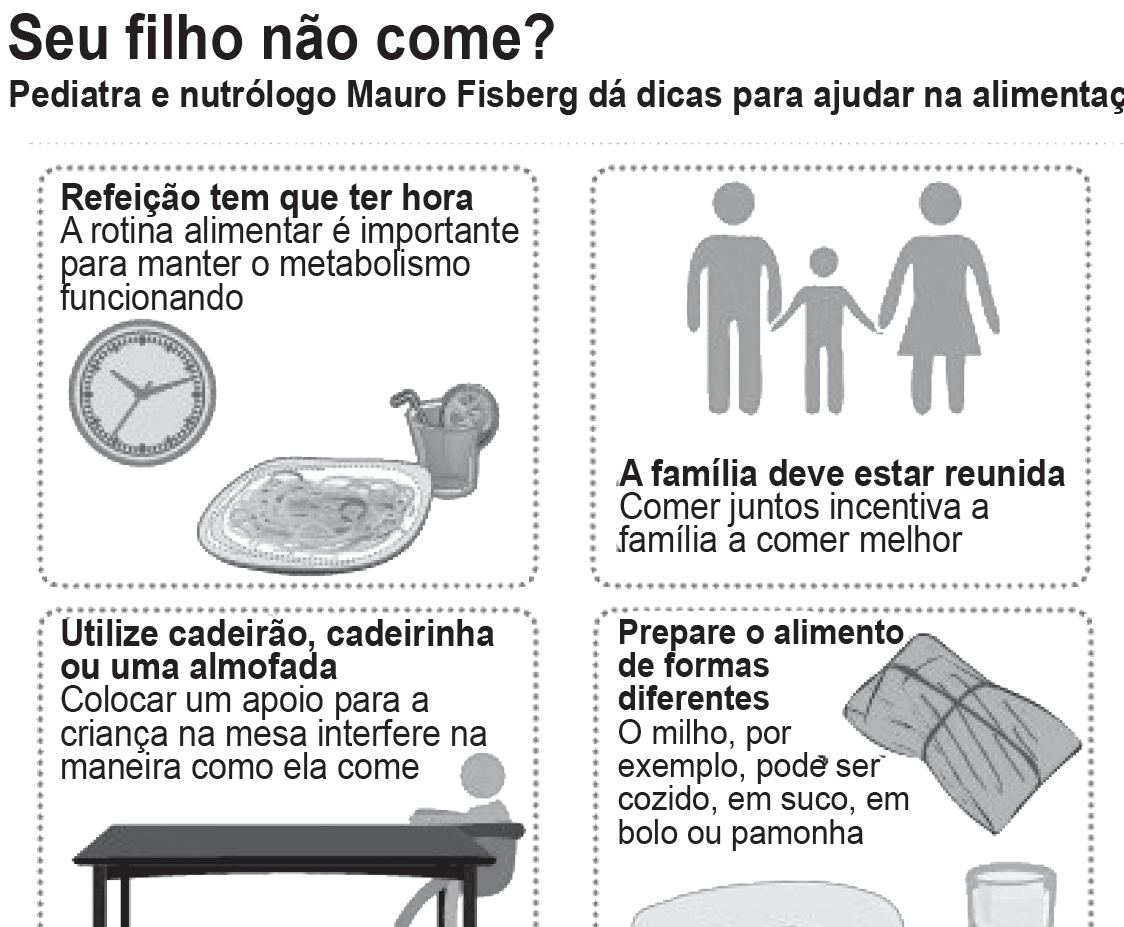 Seu filho não come?
Pediatra e nutrólogo Mauro Fisberg dá dicas para ajudar na
Refeição tem que ter hora
A rotina alimentar é importante
para manter o metabolismo
funcionando
A família deve estar reunida
Comer juntos incentiva a
família a comer melhor
Utilize cadeirão, cadeirinha
ou uma almofada
Colocar um apoio para a
criança na mesa interfere na
maneira como ela come
Prepare o alimento
de formas
diferentes
O milho, por
exemplo, pode ser
cozido, em suco, em
bolo ou pamonha